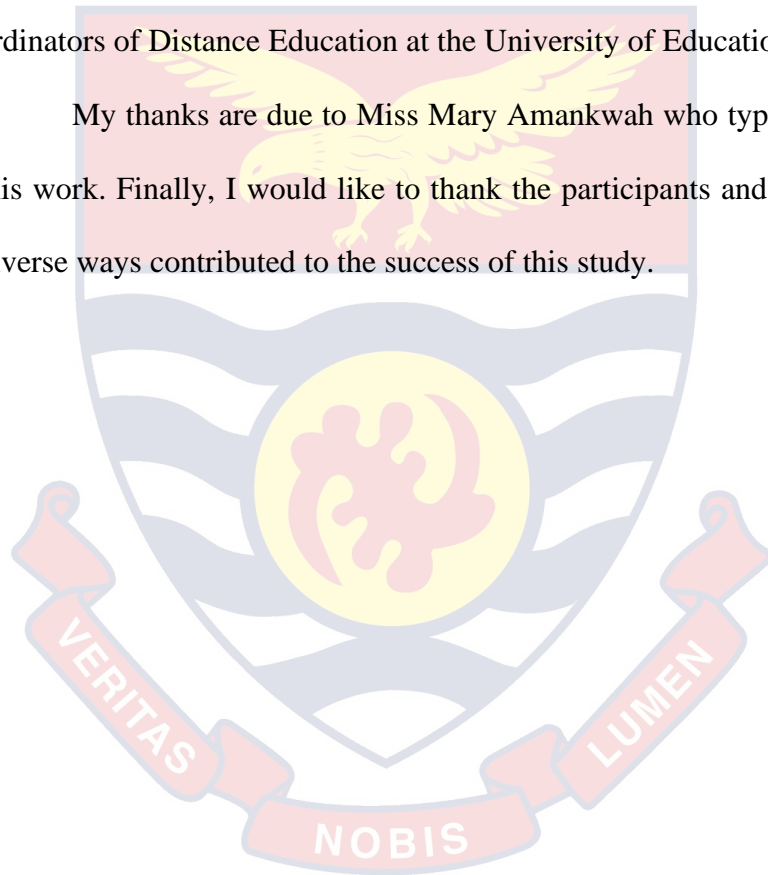 rdinators of Distance Education at the University of Educatio
My thanks are due to Miss Mary Amankwah who typ
is work. Finally, I would like to thank the participants and
verse ways contributed to the success of this study.
VERITAS
NOBIS
LUMEN